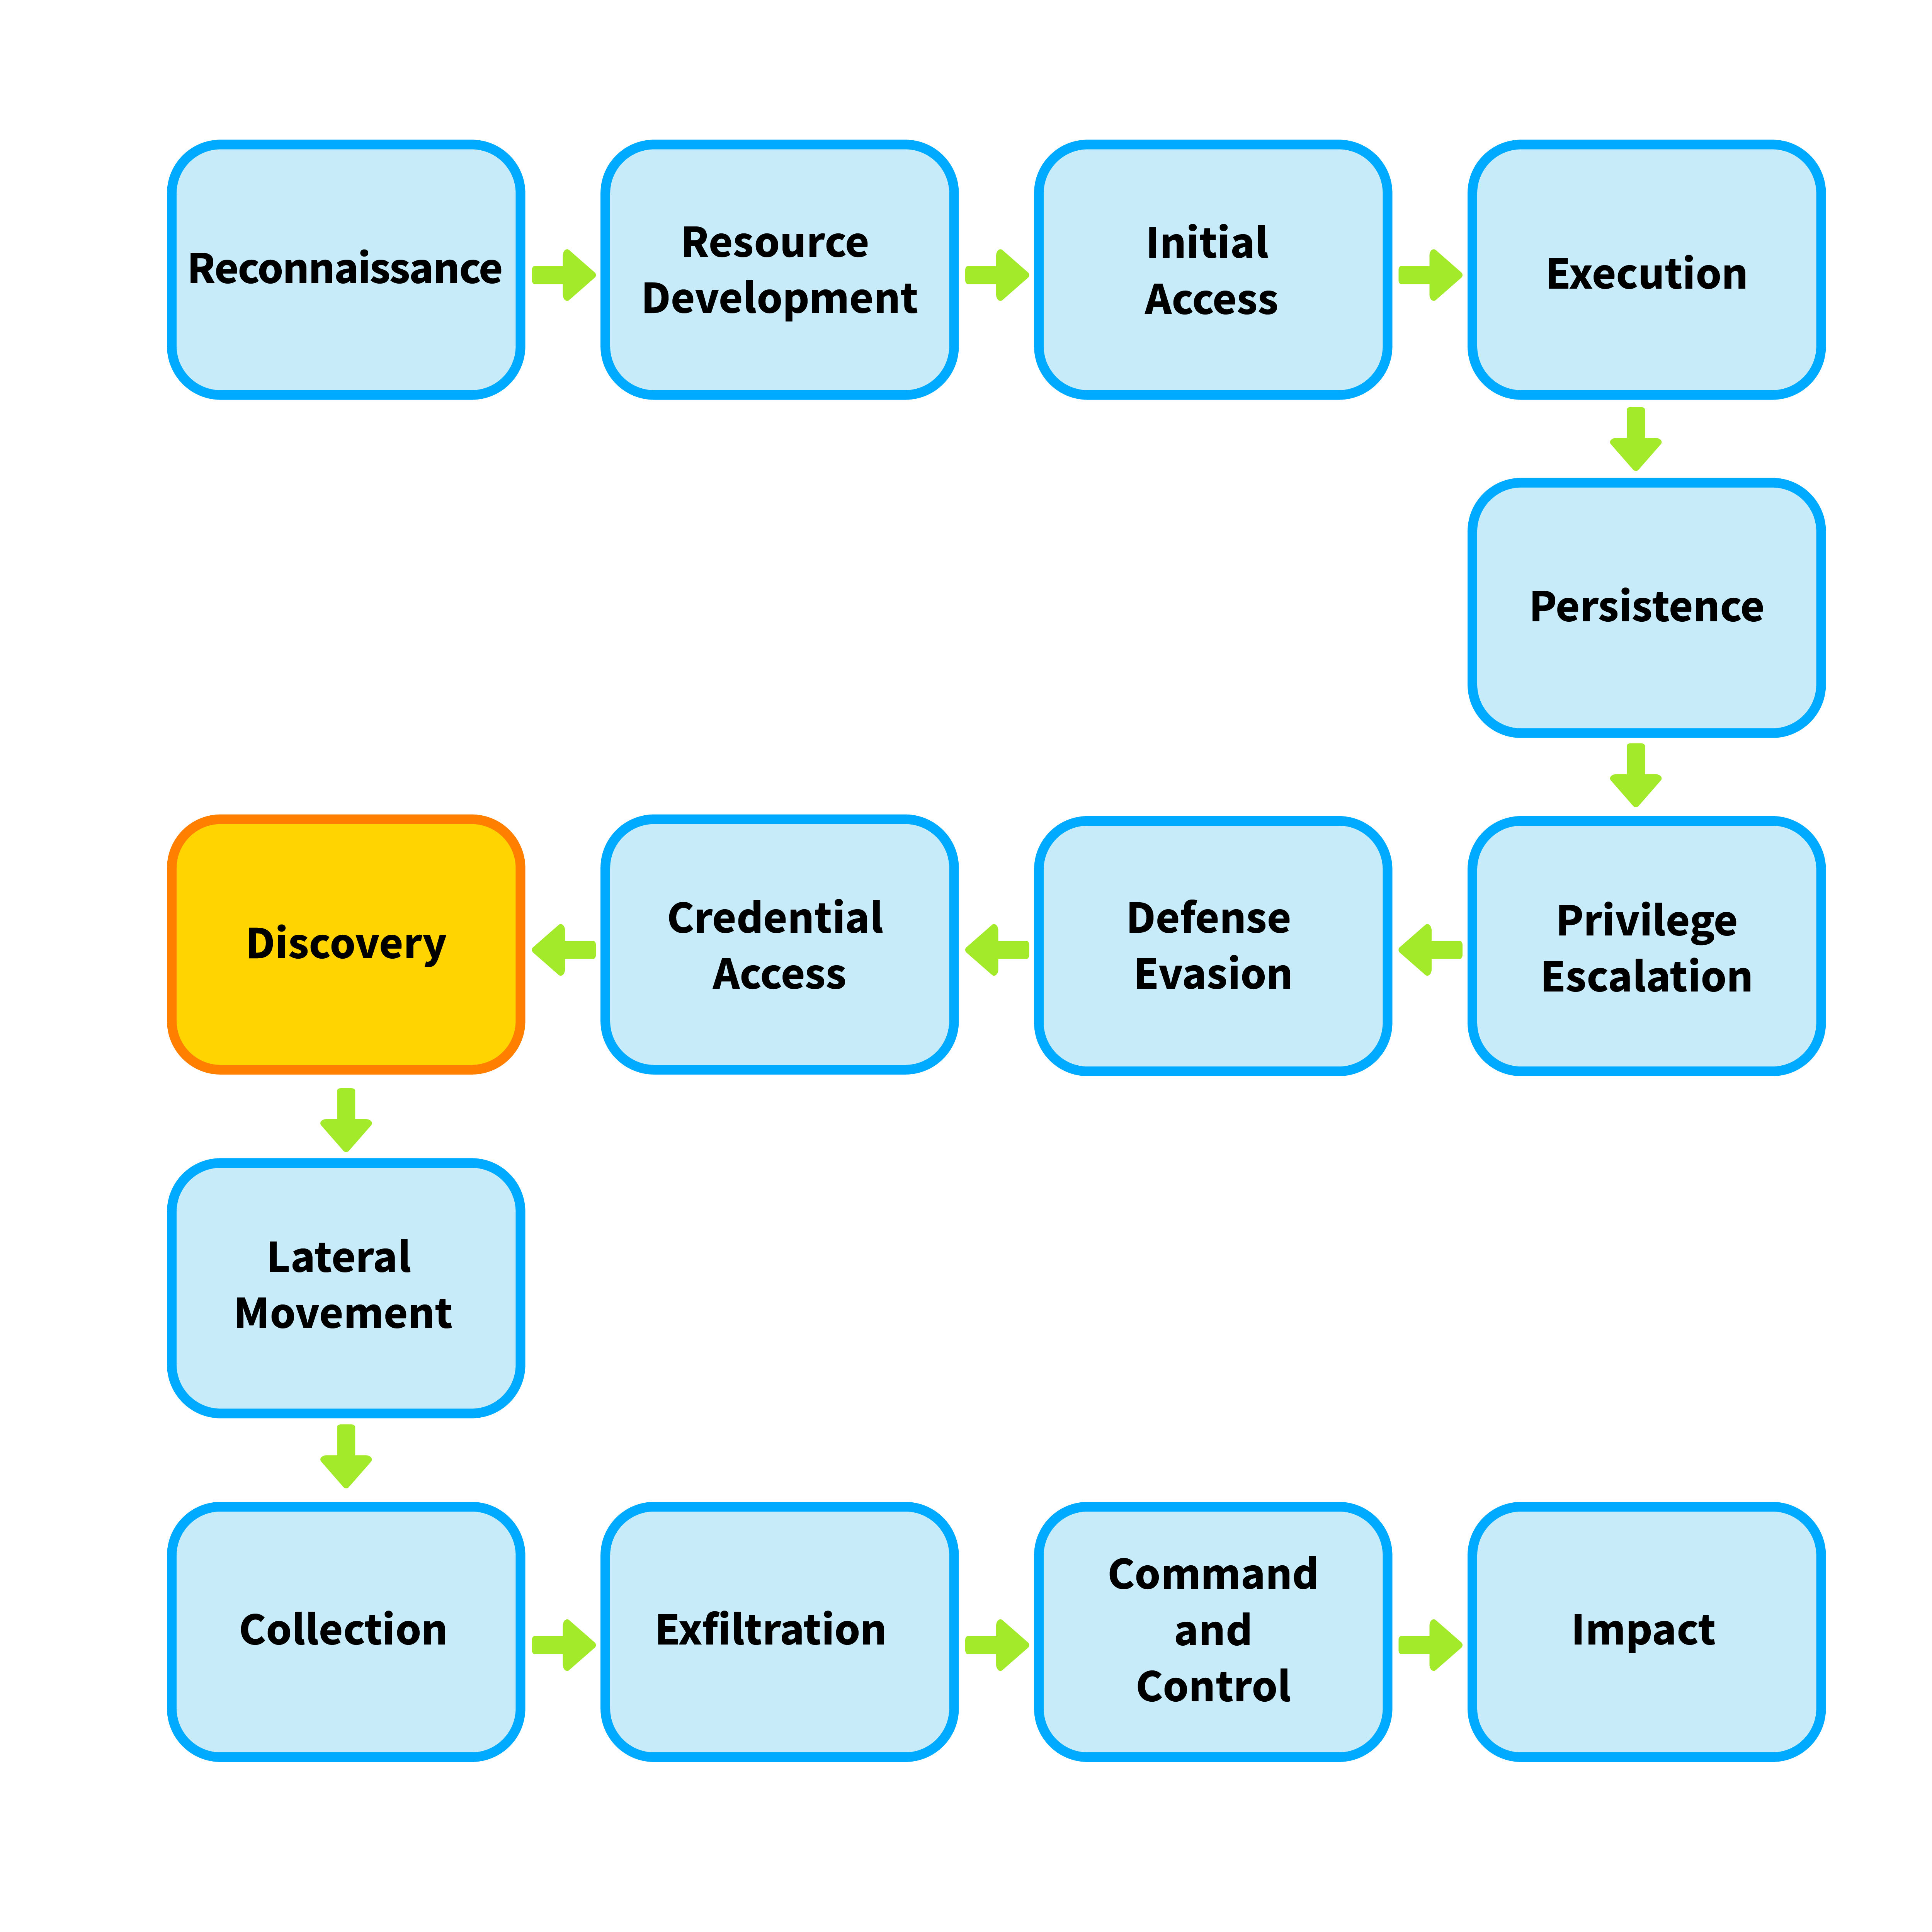 Reconnaissance
Resource
Development
Initial
Access
Execution
Persistence
Privilege
Escalation
Defense
Evasion
Credential
Access
Discovery
Lateral
Movement
Collection
Exfiltration
Command
and
Control
Impact